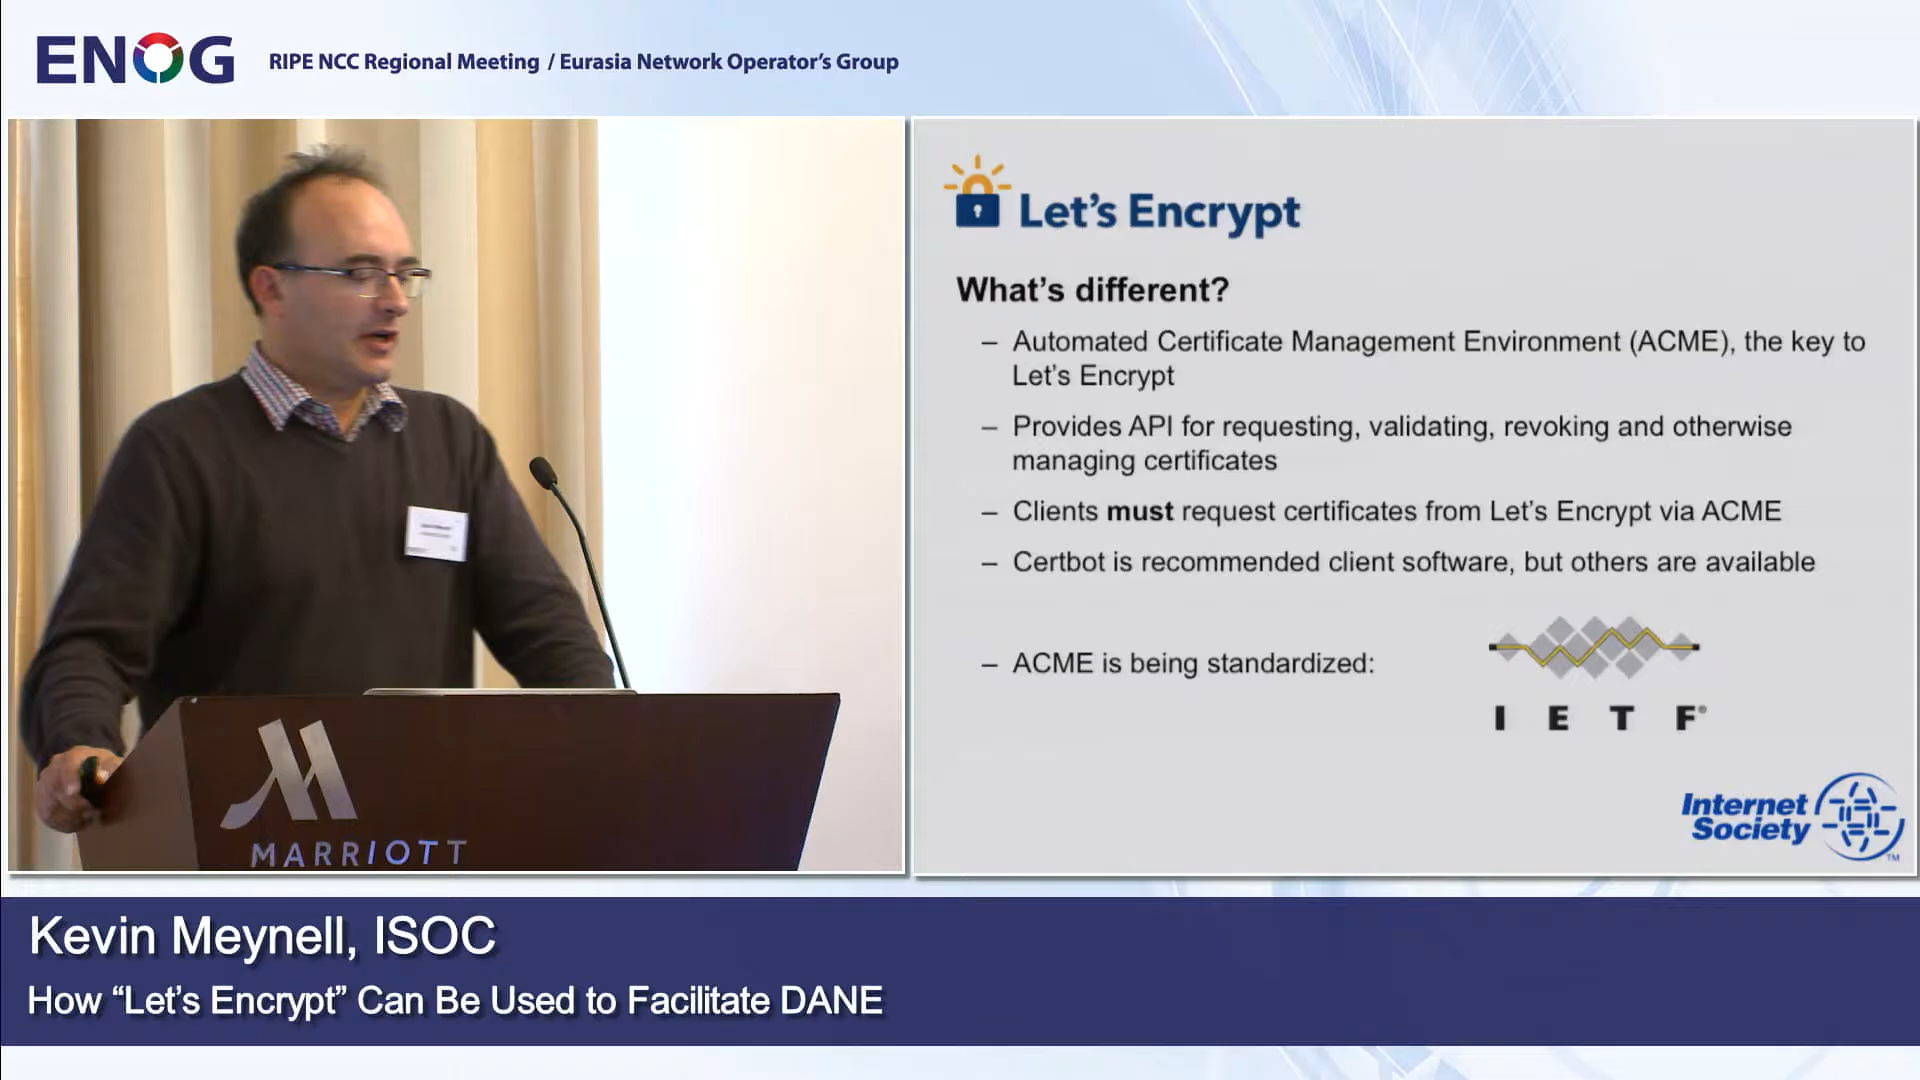 ENOG
RIPE NCC Regional Meeting / Eurasia Network Operator's Group
MARRIOTT
Let's Encrypt
What's different?
– Automated Certificate Management Environment (ACME), the key to
Let's Encrypt
– Provides API for requesting, validating, revoking and otherwise
managing certificates
– Clients must request certificates from Let's Encrypt via ACME
– Certbot is recommended client software, but others are available
– ACME is being standardized:
I E T F®
Internet
Society
TM
Kevin Meynell, ISOC
How “Let's Encrypt” Can Be Used to Facilitate DANE